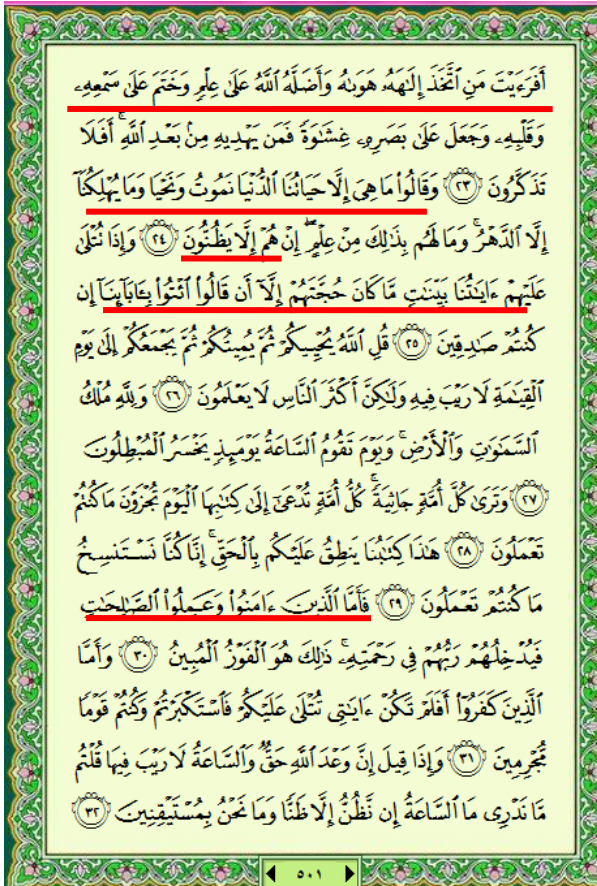 أَفَرَءَيْتَ مَنِ ٱتَّخَذَ إِلَـٰهَهُۥ هَوَىٰهُ وَأَضَلَّهُ ٱللَّهُ عَلَىٰ عِلْمٍ وَخَتَمَ عَلَىٰ سَمْعِهِۦ
وَقَلْبِهِۦ وَجَعَلَ عَلَىٰ بَصَرِهِۦ غِشَـٰوَةً فَمَن يَهْدِيهِ مِنۢ بَعْدِ ٱللَّهِ ۚ أَفَلَا
تَذَكَّرُونَ ﴿٢٣﴾ وَقَالُوا۟ مَا هِىَ إِلَّا حَيَاتُنَا ٱلدُّنْيَا نَمُوتُ وَنَحْيَا وَمَا يُهْلِكُنَآ
إِلَّا ٱلدَّهْرُ ۚ وَمَا لَهُم بِذَٰلِكَ مِنْ عِلْمٍ ۖ إِنْ هُمْ إِلَّا يَظُنُّونَ ﴿٢٤﴾ وَإِذَا تُتْلَىٰ
عَلَيْهِمْ ءَايَـٰتُنَا بَيِّنَـٰتٍ مَّا كَانَ حُجَّتَهُمْ إِلَّآ أَن قَالُوا۟ ٱئْتُوا۟ بِـَٔابَآئِنَآ إِن
كُنتُمْ صَـٰدِقِينَ ﴿٢٥﴾ قُلِ ٱللَّهُ يُحْيِيكُمْ ثُمَّ يُمِيتُكُمْ ثُمَّ يَجْمَعُكُمْ إِلَىٰ يَوْمِ
ٱلْقِيَـٰمَةِ لَا رَيْبَ فِيهِ وَلَـٰكِنَّ أَكْثَرَ ٱلنَّاسِ لَا يَعْلَمُونَ ﴿٢٦﴾ وَلِلَّهِ مُلْكُ
ٱلسَّمَـٰوَٰتِ وَٱلْأَرْضِ ۚ وَيَوْمَ تَقُومُ ٱلسَّاعَةُ يَوْمَئِذٍ يَخْسَرُ ٱلْمُبْطِلُونَ
﴿٢٧﴾ وَتَرَىٰ كُلَّ أُمَّةٍ جَاثِيَةً ۚ كُلُّ أُمَّةٍ تُدْعَىٰٓ إِلَىٰ كِتَـٰبِهَا ٱلْيَوْمَ تُجْزَوْنَ مَا كُنتُمْ
تَعْمَلُونَ ﴿٢٨﴾ هَـٰذَا كِتَـٰبُنَا يَنطِقُ عَلَيْكُم بِٱلْحَقِّ ۚ إِنَّا كُنَّا نَسْتَنسِخُ
مَا كُنتُمْ تَعْمَلُونَ ﴿٢٩﴾ فَأَمَّا ٱلَّذِينَ ءَامَنُوا۟ وَعَمِلُوا۟ ٱلصَّـٰلِحَـٰتِ
فَيُدْخِلُهُمْ رَبُّهُمْ فِى رَحْمَتِهِۦ ۚ ذَٰلِكَ هُوَ ٱلْفَوْزُ ٱلْمُبِينُ ﴿٣٠﴾ وَأَمَّا
ٱلَّذِينَ كَفَرُوٓا۟ أَفَلَمْ تَكُنْ ءَايَـٰتِى تُتْلَىٰ عَلَيْكُمْ فَٱسْتَكْبَرْتُمْ وَكُنتُمْ قَوْمًا
مُّجْرِمِينَ ﴿٣١﴾ وَإِذَا قِيلَ إِنَّ وَعْدَ ٱللَّهِ حَقٌّ وَٱلسَّاعَةُ لَا رَيْبَ فِيهَا قُلْتُم
مَّا نَدْرِى مَا ٱلسَّاعَةُ إِن نَّظُنُّ إِلَّا ظَنًّا وَمَا نَحْنُ بِمُسْتَيْقِنِينَ ﴿٣٢﴾
٥٠١